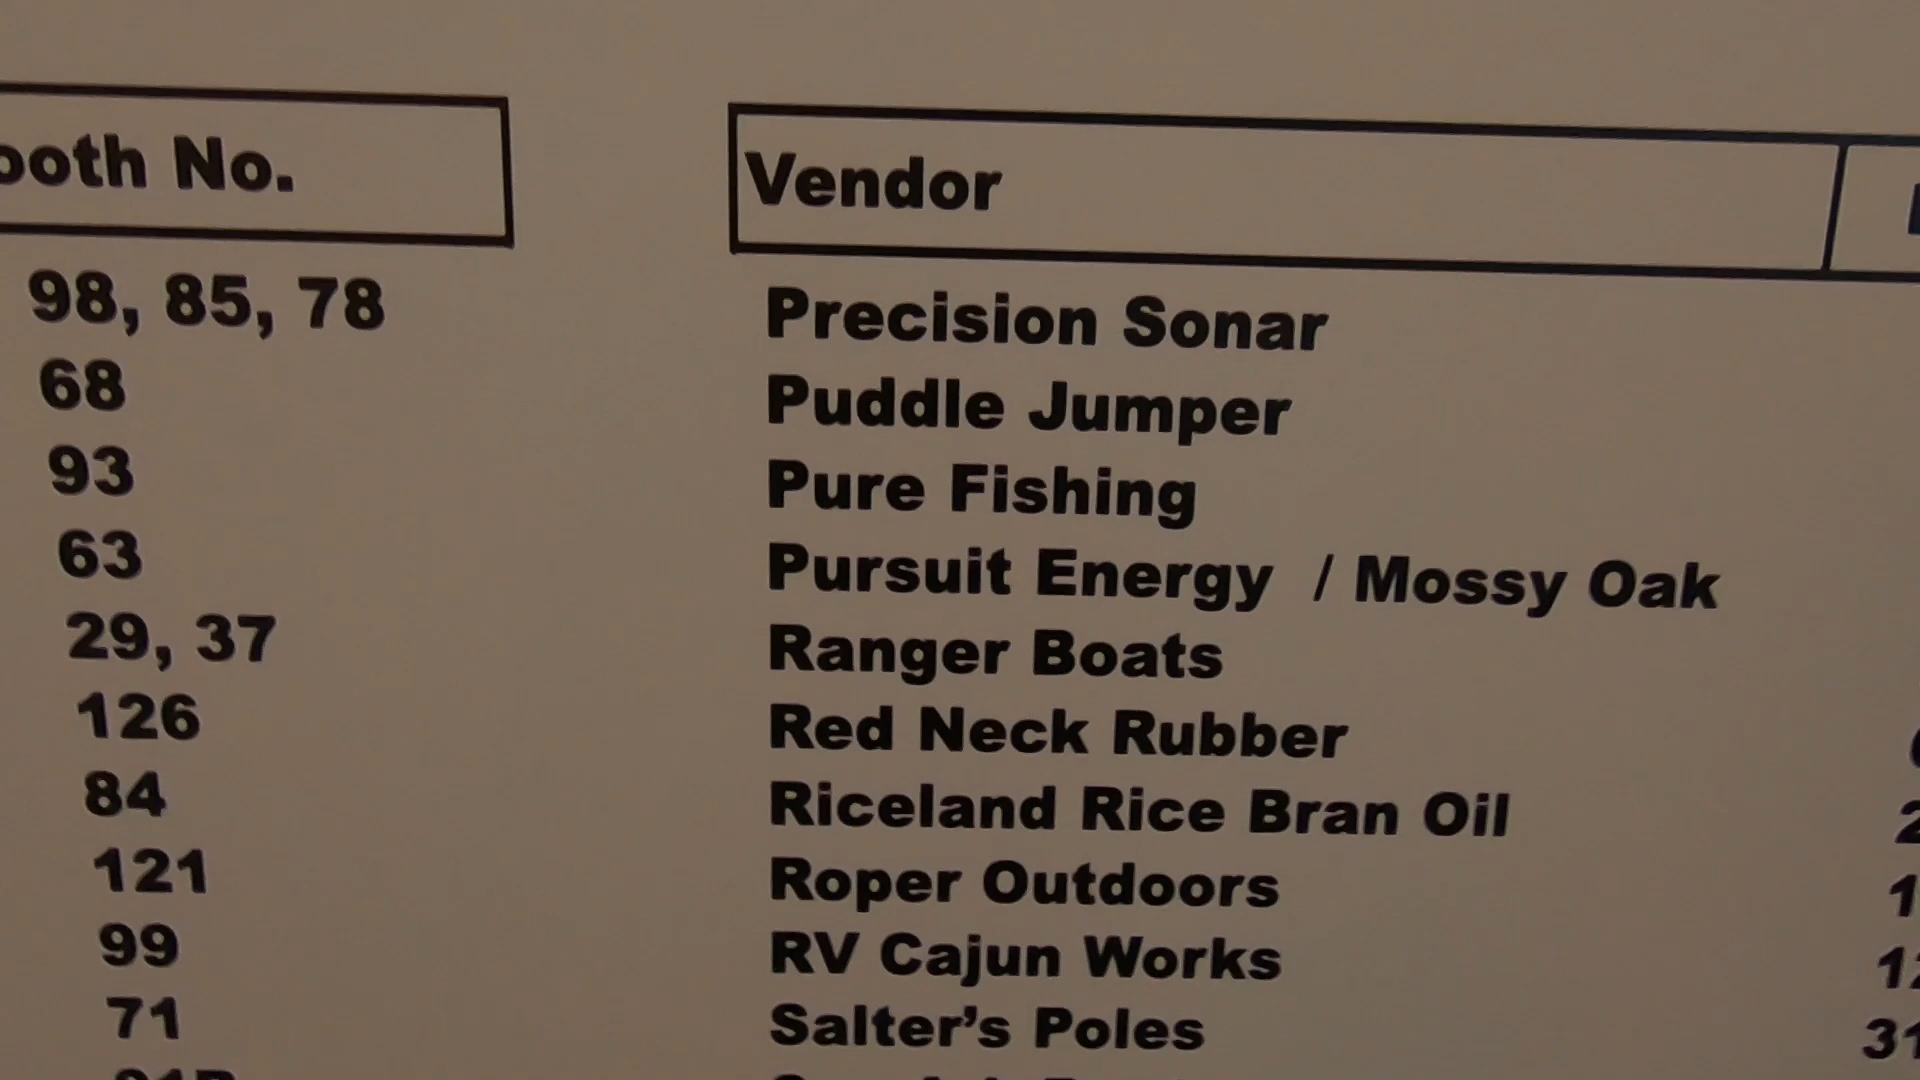 ooth No.
98, 85, 78
68
93
63
29, 37
126
84
121
99
71
Vendor
Precision Sonar
Puddle Jumper
Pure Fishing
Pursuit Energy / Mossy Oak
Ranger Boats
Red Neck Rubber
Riceland Rice Bran Oil
Roper Outdoors
RV Cajun Works
Salter's Poles